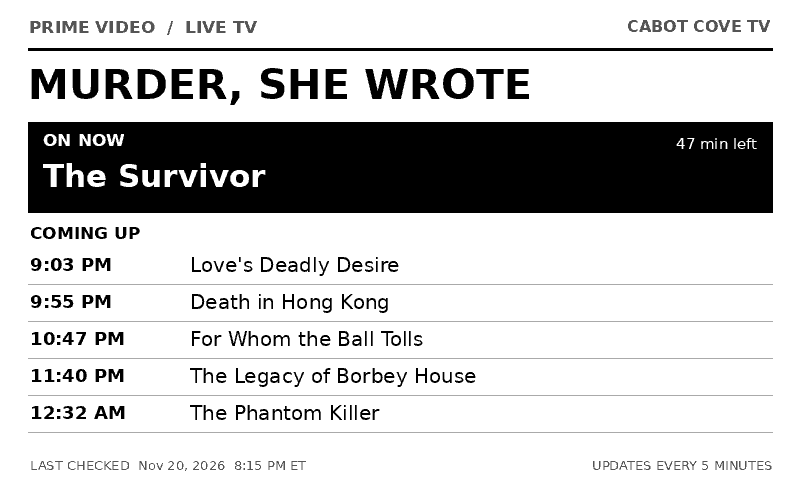 PRIME VIDEO / LIVE TV CABOT COVE TV
MURDER, SHE WROTE
ON NOW 47 min left
The Survivor
COMING UP
9:03 PM Love's Deadly Desire
9:55 PM Death in Hong Kong
10:47 PM For Whom the Ball Tolls
11:40 PM The Legacy of Borbey House
12:32 AM The Phantom Killer
LAST CHECKED Nov 20, 2026 8:15 PM ET UPDATES EVERY 5 MINUTES